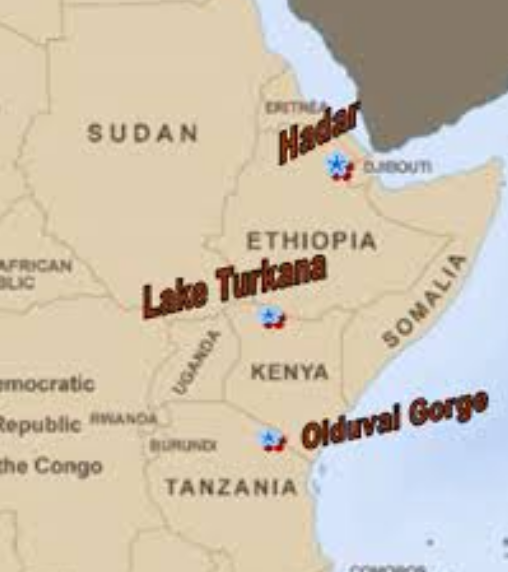 ERITREA
Hadar
SUDAN
DJIBOUTI
ETHIOPIA
AFRICAN
BLIC
Lake Turkana
SOMALIA
UGANDA
KENYA
emocratic
Republic
RWANDA
Olduvai Gorge
BURUNDI
the Congo
TANZANIA
COMOROS